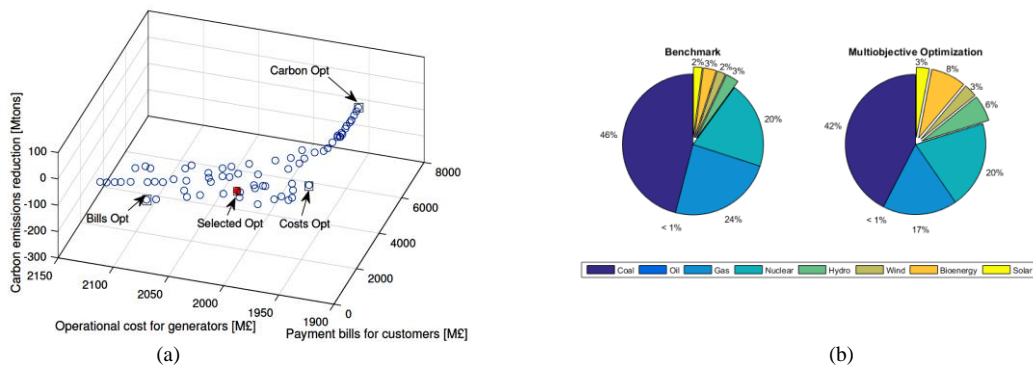 Carbon emissions reduction [Mtons]
100
0
-100
-200
-300
2150
2100
2050
2000
1950
1900
Operational cost for generators [M£]
0
2000
4000
6000
8000
Payment bills for customers [M£]
Carbon Opt
Bills Opt
Selected Opt
Costs Opt
(a)
Benchmark
2%
3%
2%
3%
20%
24%
< 1%
46%
Multiobjective Optimization
3%
8%
3%
6%
20%
17%
< 1%
42%
Coal
Oil
Gas
Nuclear
Hydro
Wind
Bioenergy
Solar
(b)